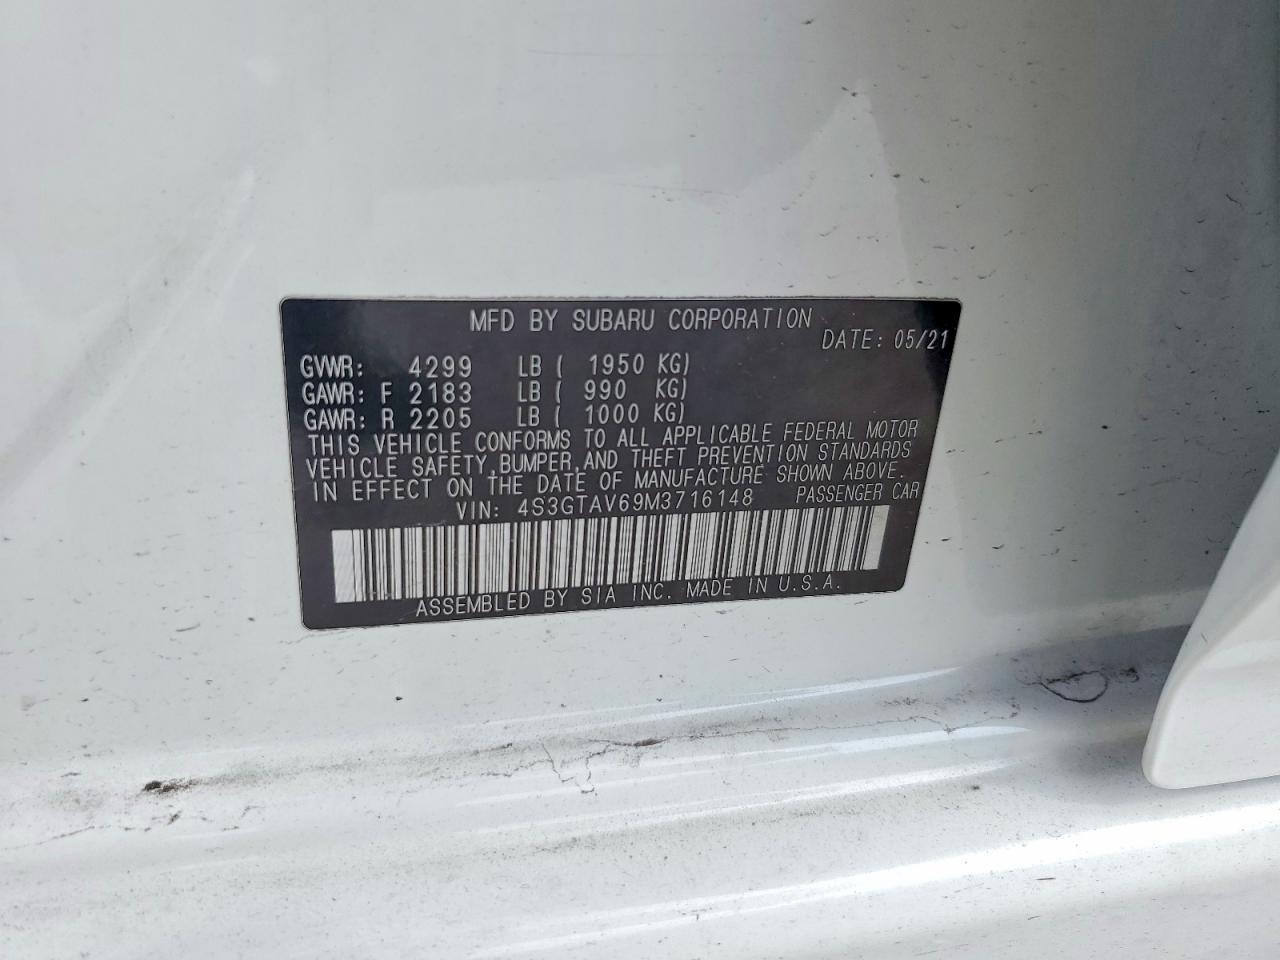 MFD BY SUBARU CORPORATION
DATE: 05/21
GVWR: 4299 LB ( 1950 KG)
GAWR: F 2183 LB ( 990 KG)
GAWR: R 2205 LB ( 1000 KG)
THIS VEHICLE CONFORMS TO ALL APPLICABLE FEDERAL MOTOR
VEHICLE SAFETY,BUMPER,AND THEFT PREVENTION STANDARDS
IN EFFECT ON THE DATE OF MANUFACTURE SHOWN ABOVE.
VIN: 4S3GTAV69M3716148 PASSENGER CAR
ASSEMBLED BY SIA INC. MADE IN U.S.A.